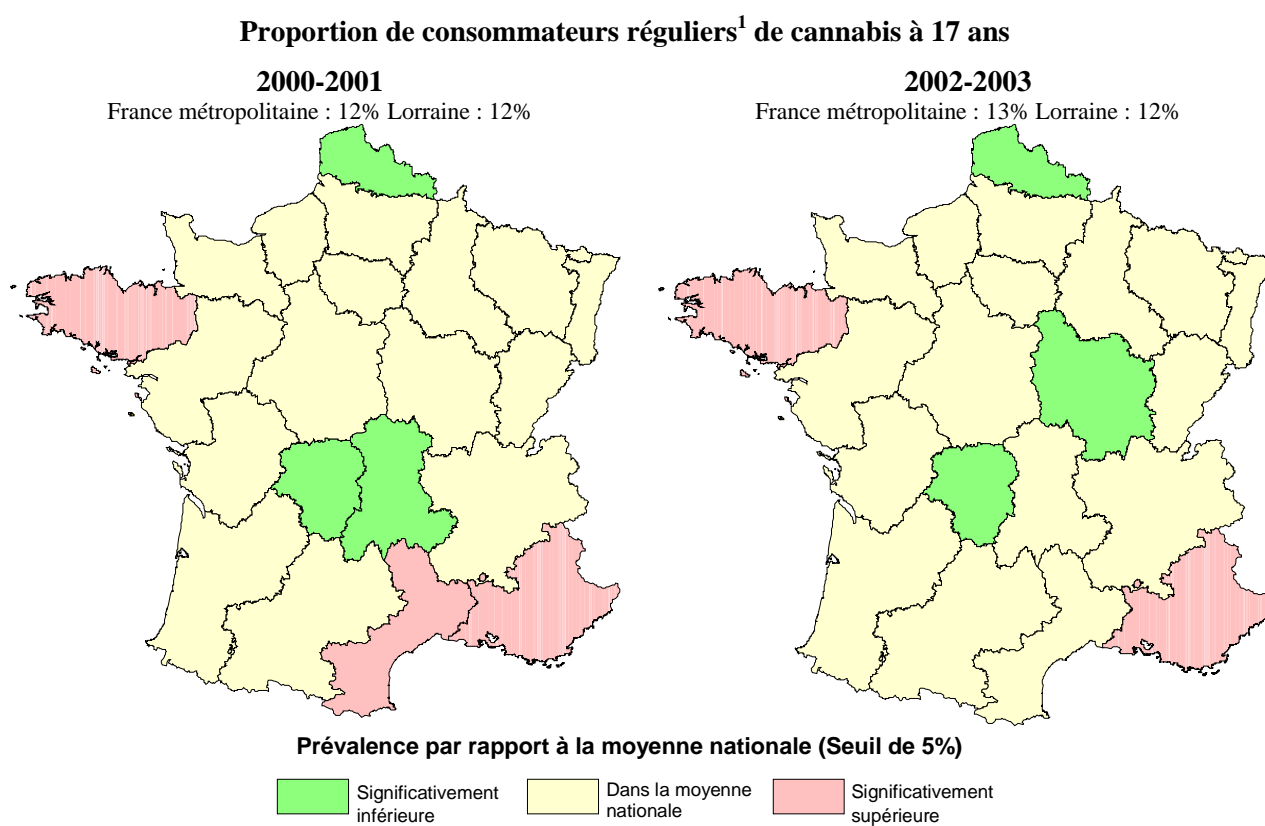 Proportion de consommateurs réguliers¹ de cannabis à 17 ans
2000-2001
France métropolitaine : 12% Lorraine : 12%
2002-2003
France métropolitaine : 13% Lorraine : 12%
Prévalence par rapport à la moyenne nationale (Seuil de 5%)
Significativement
inférieure
Dans la moyenne
nationale
Significativement
supérieure